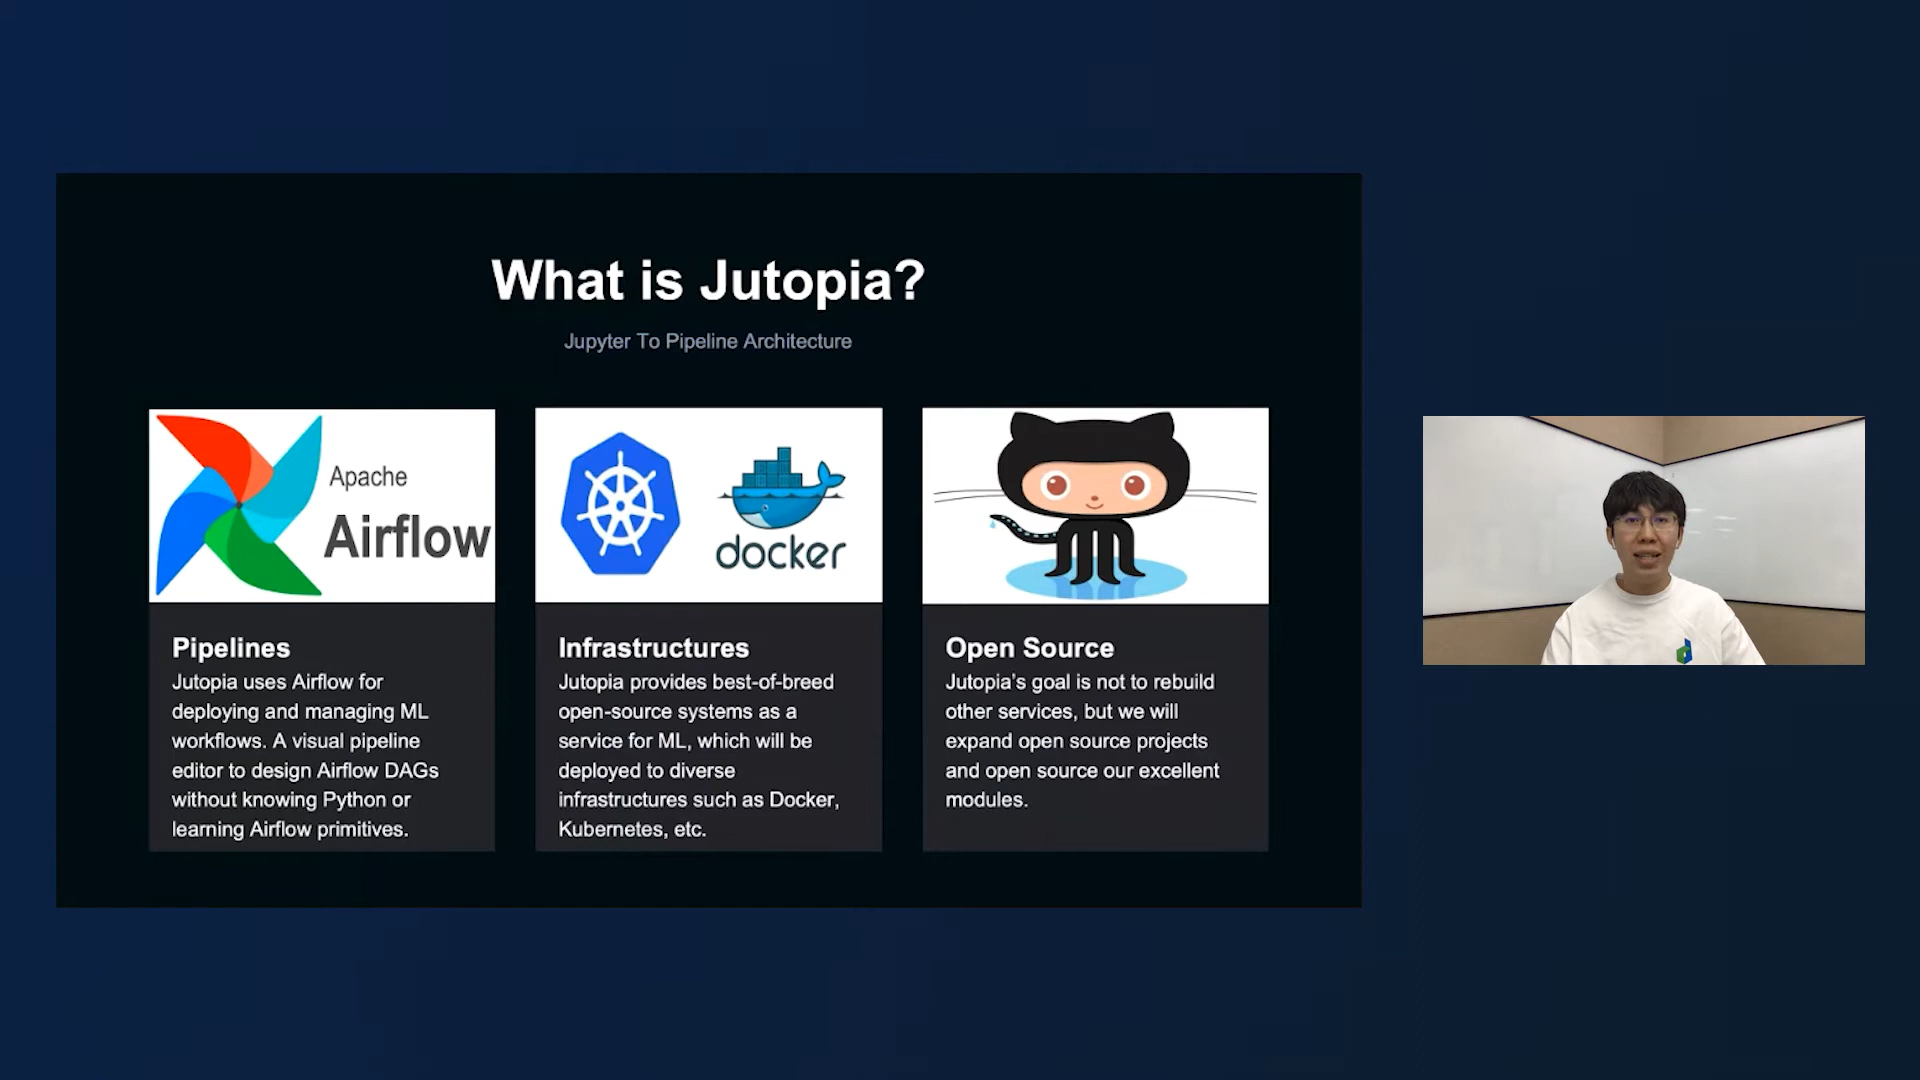 What is Jutopia?
Jupyter To Pipeline Architecture
Apache
Airflow
docker
Pipelines
Jutopia uses Airflow for
deploying and managing ML
workflows. A visual pipeline
editor to design Airflow DAGs
without knowing Python or
learning Airflow primitives.
Infrastructures
Jutopia provides best-of-breed
open-source systems as a
service for ML, which will be
deployed to diverse
infrastructures such as Docker,
Kubernetes, etc.
Open Source
Jutopia’s goal is not to rebuild
other services, but we will
expand open source projects
and open source our excellent
modules.